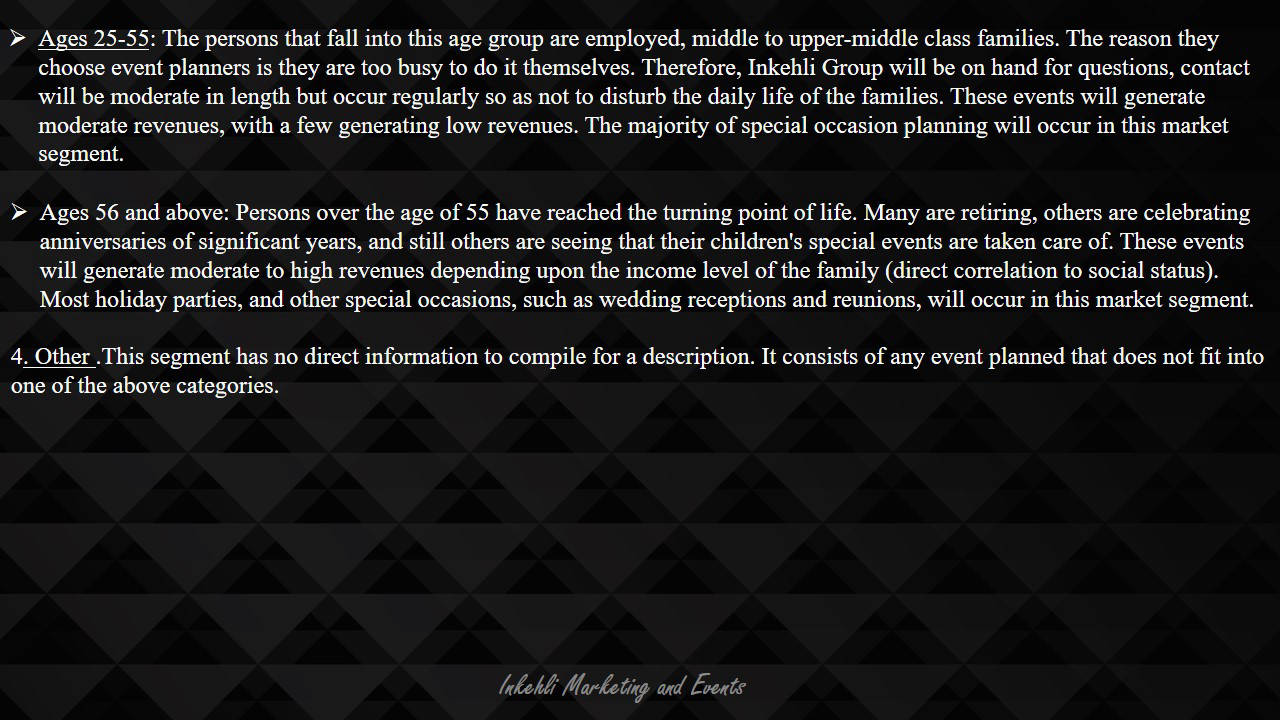 ➢ Ages 25-55: The persons that fall into this age group are employed, middle to upper-middle class families. The reason they
choose event planners is they are too busy to do it themselves. Therefore, Inkehli Group will be on hand for questions, contact
will be moderate in length but occur regularly so as not to disturb the daily life of the families. These events will generate
moderate revenues, with a few generating low revenues. The majority of special occasion planning will occur in this market
segment.
➢ Ages 56 and above: Persons over the age of 55 have reached the turning point of life. Many are retiring, others are celebrating
anniversaries of significant years, and still others are seeing that their children's special events are taken care of. These events
will generate moderate to high revenues depending upon the income level of the family (direct correlation to social status).
Most holiday parties, and other special occasions, such as wedding receptions and reunions, will occur in this market segment.
4. Other .This segment has no direct information to compile for a description. It consists of any event planned that does not fit into
one of the above categories.
Inkehli Marketing and Events